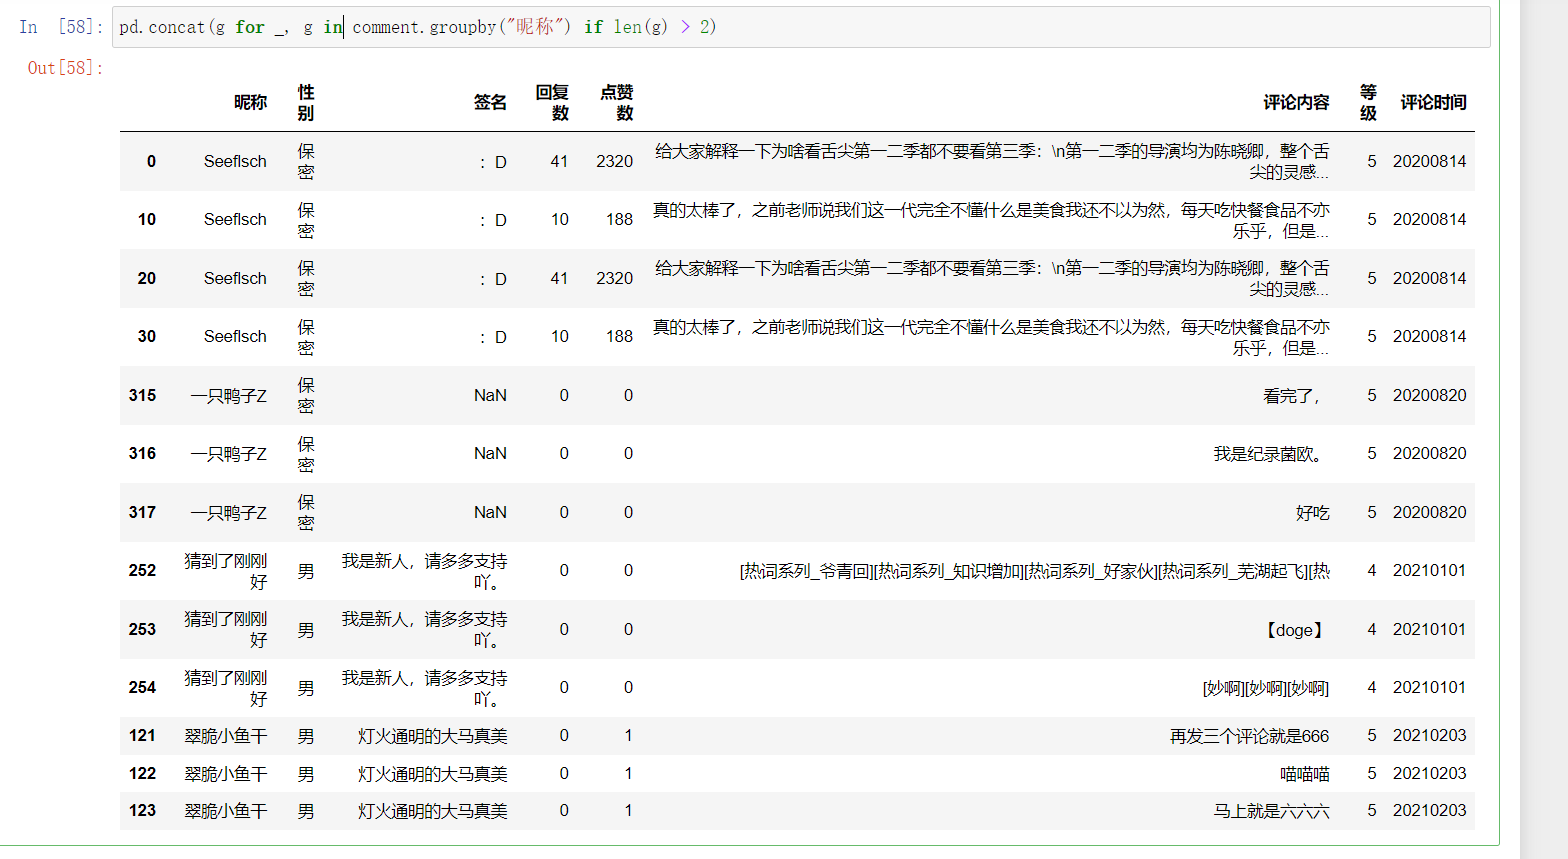 In [58]: pd.concat(g for _, g in comment.groupby("昵称") if len(g) > 2)
Out[58]:
昵称 性别 签名 回复数 点赞数 评论内容 等级 评论时间
0 Seeflsch 保密 ：D 41 2320 给大家解释一下为啥看舌尖第一二季都不要看第三季：\n第一二季的导演均为陈晓卿，整个舌尖的灵感... 5 20200814
10 Seeflsch 保密 ：D 10 188 真的太棒了，之前老师说我们这一代完全不懂什么是美食我还不以为然，每天吃快餐食品不亦乐乎，但是... 5 20200814
20 Seeflsch 保密 ：D 41 2320 给大家解释一下为啥看舌尖第一二季都不要看第三季：\n第一二季的导演均为陈晓卿，整个舌尖的灵感... 5 20200814
30 Seeflsch 保密 ：D 10 188 真的太棒了，之前老师说我们这一代完全不懂什么是美食我还不以为然，每天吃快餐食品不亦乐乎，但是... 5 20200814
315 一只鸭子Z 保密 NaN 0 0 看完了， 5 20200820
316 一只鸭子Z 保密 NaN 0 0 我是纪录菌欧。 5 20200820
317 一只鸭子Z 保密 NaN 0 0 好吃 5 20200820
252 猜到了刚刚好 男 我是新人，请多多支持吖。 0 0 [热词系列_爷青回][热词系列_知识增加][热词系列_好家伙][热词系列_芜湖起飞][热 4 20210101
253 猜到了刚刚好 男 我是新人，请多多支持吖。 0 0 【doge】 4 20210101
254 猜到了刚刚好 男 我是新人，请多多支持吖。 0 0 [妙啊][妙啊][妙啊] 4 20210101
121 翠脆小鱼干 男 灯火通明的大马真美 0 1 再发三个评论就是666 5 20210203
122 翠脆小鱼干 男 灯火通明的大马真美 0 1 喵喵喵 5 20210203
123 翠脆小鱼干 男 灯火通明的大马真美 0 1 马上就是六六六 5 20210203